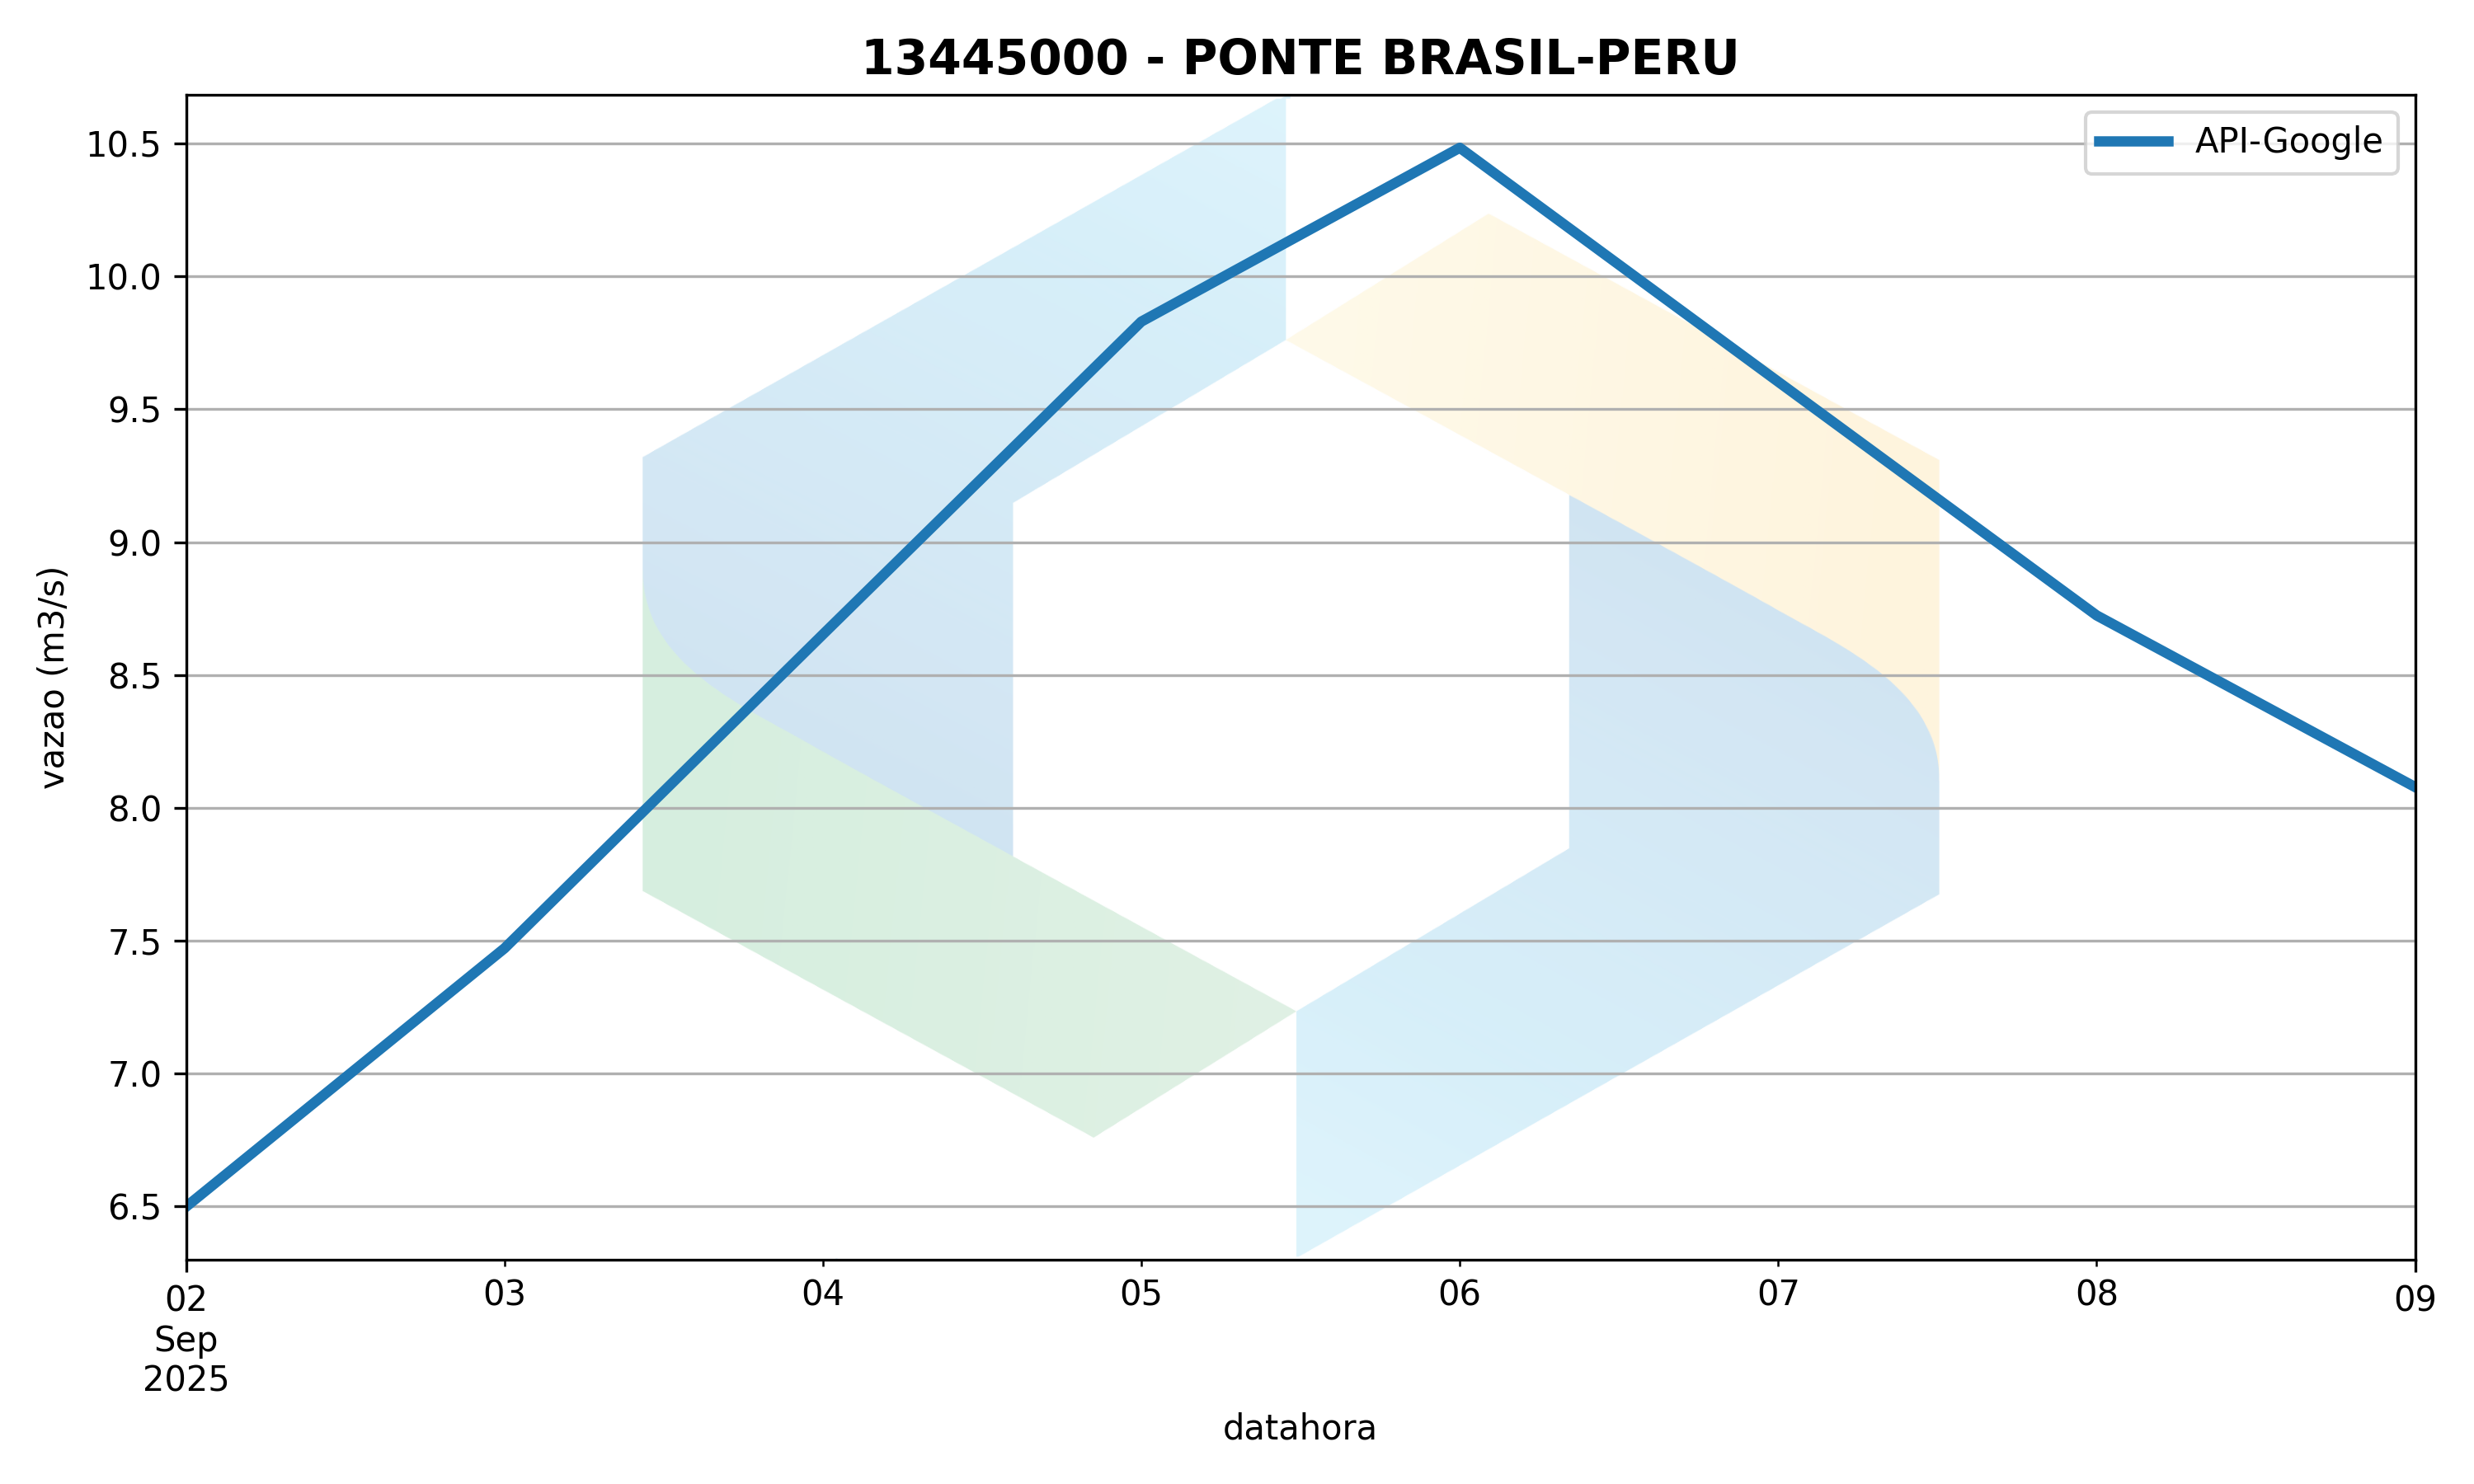 13445000 - PONTE BRASIL-PERU
API-Google
10.5
10.0
9.5
9.0
8.5
8.0
7.5
7.0
6.5
vazao (m3/s)
02 03 04 05 06 07 08 09
Sep
2025
datahora